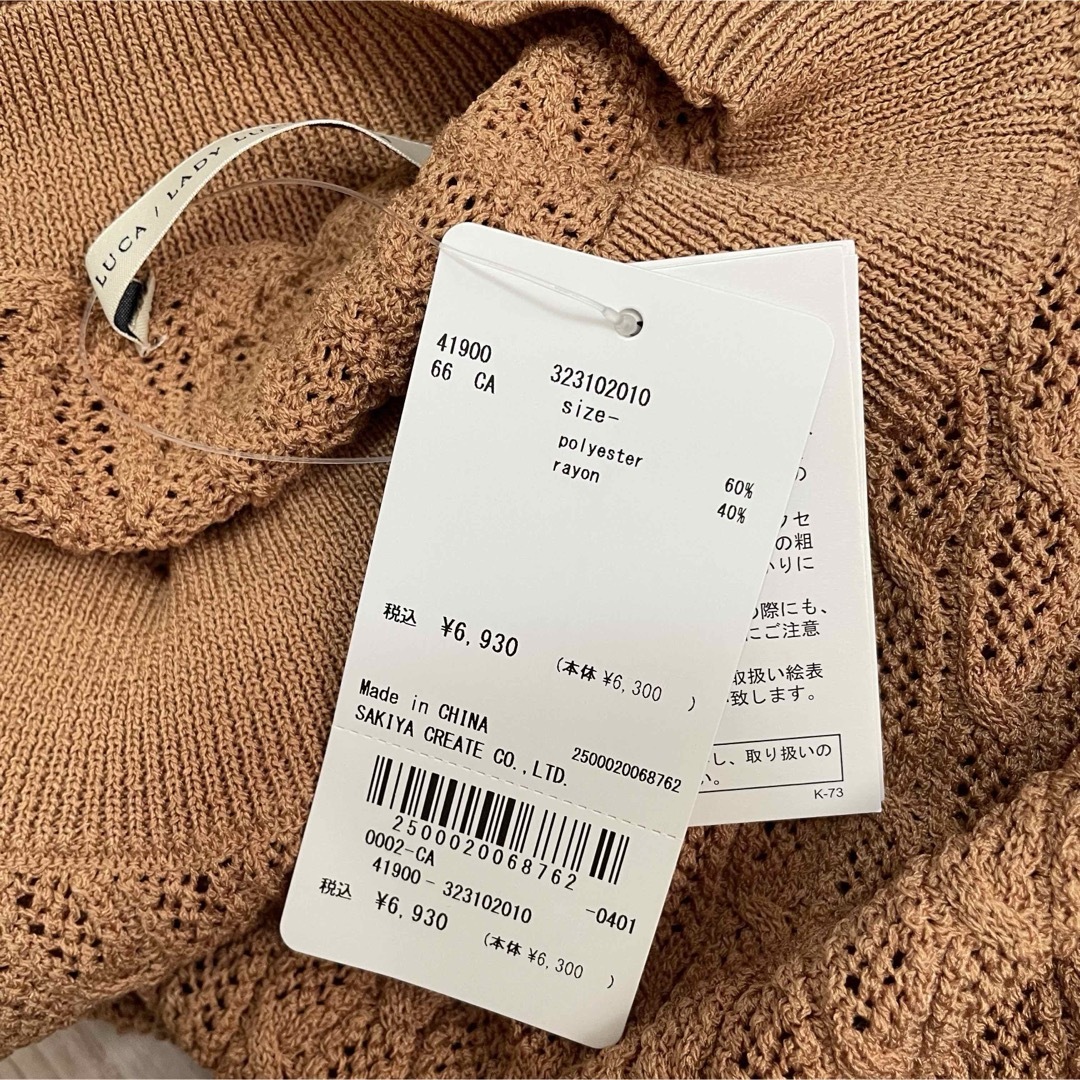 LUCA / LADY
41900
66 CA
323102010
size-
polyester 60%
rayon 40%
税込 ¥6,930
(本体 ¥6,300 )
Made in CHINA
SAKIYA CREATE CO.,LTD.
2500020068762
2500020068762
0002-CA
41900-323102010 -0401
税込 ¥6,930
(本体 ¥6,300 )
の
セ
の粗
りに
の際にも、
にご注意
取扱い絵表
致します。
し、取り扱いの
い。
K-73